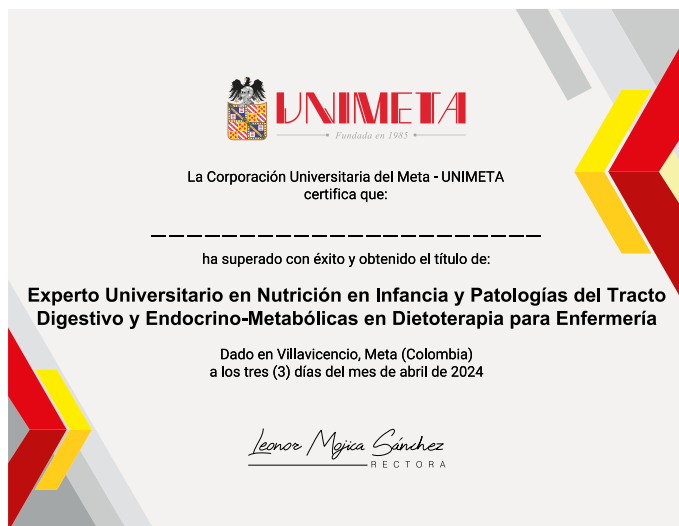 UNIMETA
Fundada en 1985
La Corporación Universitaria del Meta - UNIMETA
certifica que:
ha superado con éxito y obtenido el título de:
Experto Universitario en Nutrición en Infancia y Patologías del Tracto
Digestivo y Endocrino-Metabólicas en Dietoterapia para Enfermería
Dado en Villavicencio, Meta (Colombia)
a los tres (3) días del mes de abril de 2024
Leonor Mojica Sánchez
RECTORA